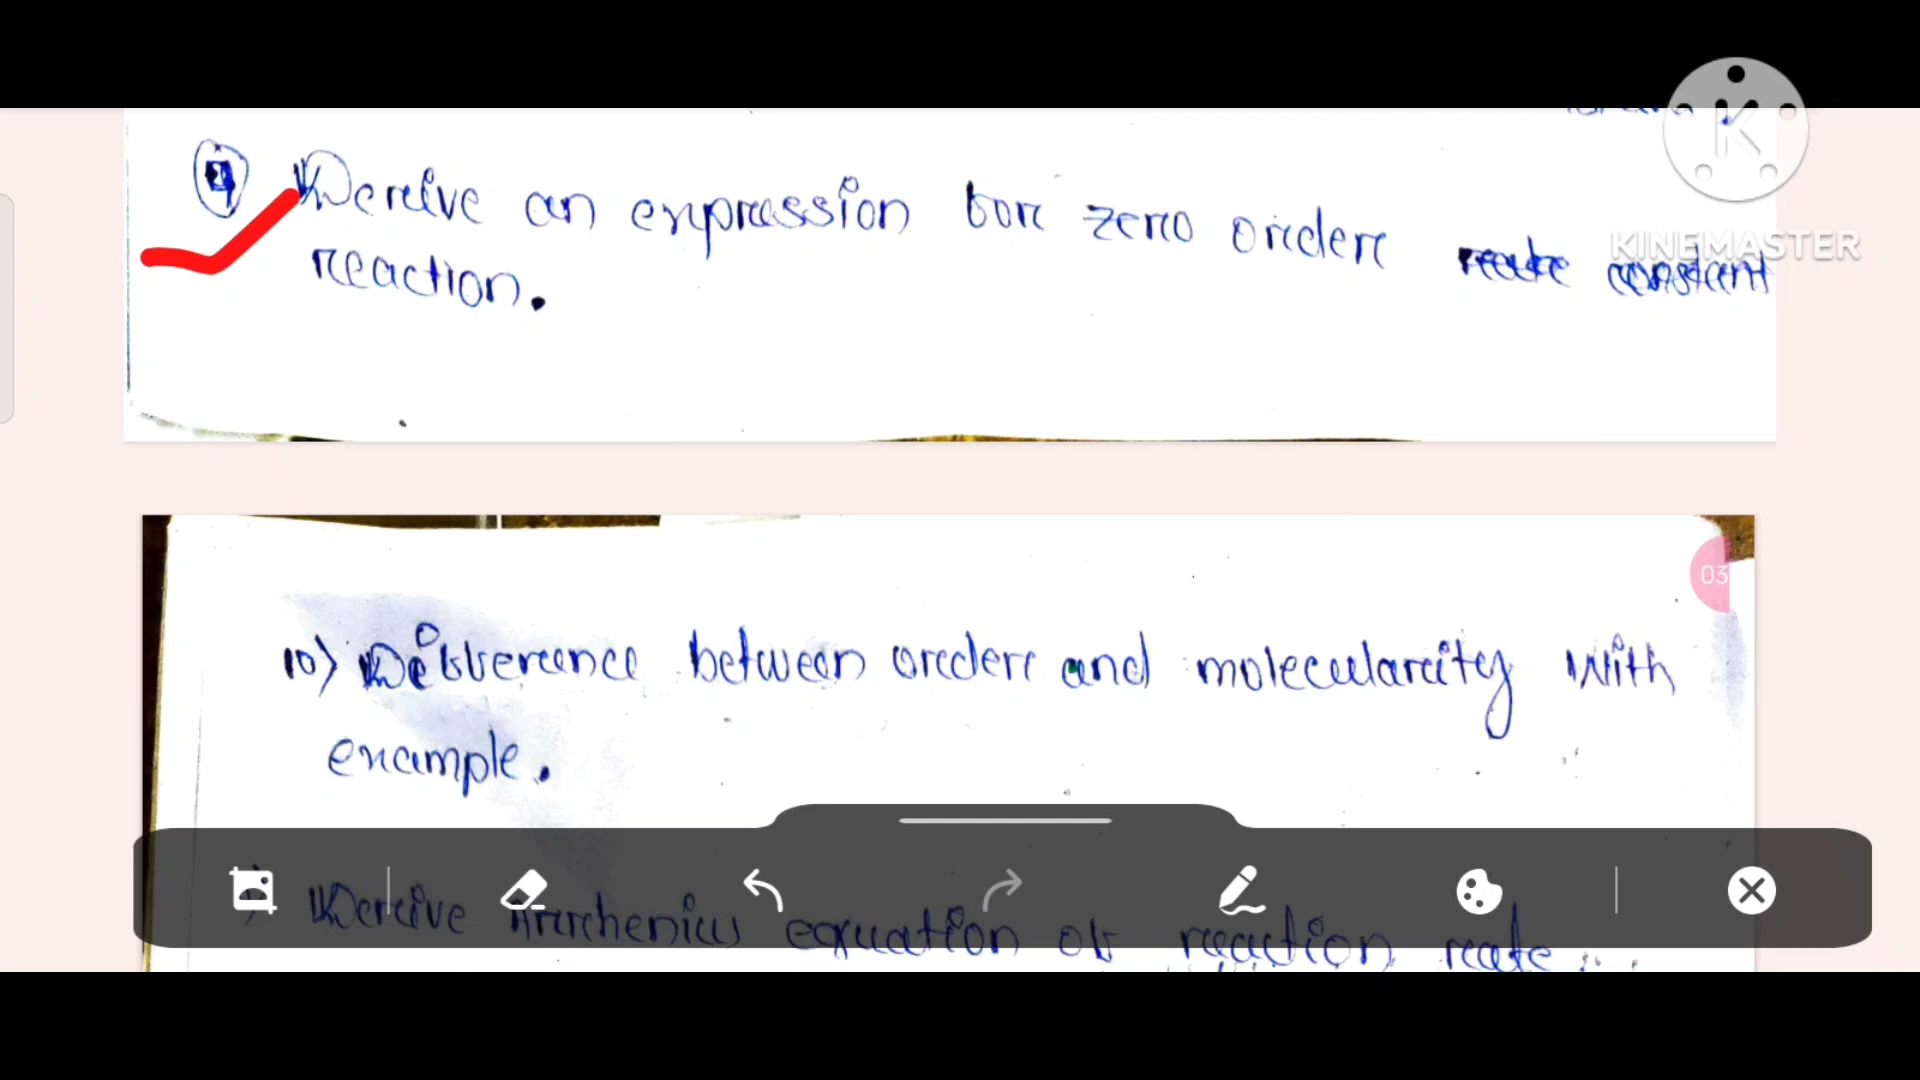 9 Derive an expression for zero order rate constant
reaction.
KINEMASTER
03
10) Difference between order and molecularity with
example.
Derive Arrhenius equation of reaction rate